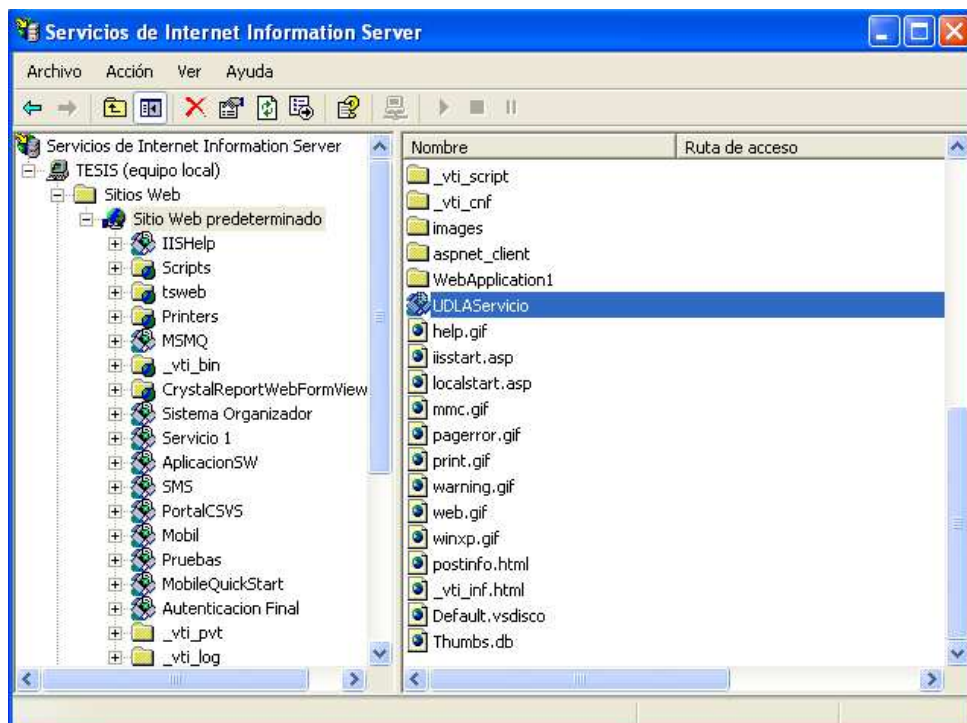 Servicios de Internet Information Server
Archivo Acción Ver Ayuda
Servicios de Internet Information Server
TESIS (equipo local)
Sitios Web
Sitio Web predeterminado
IISHelp
Scripts
tsweb
Printers
MSMQ
_vti_bin
CrystalReportWebFormView
Sistema Organizador
Servicio 1
AplicacionSW
SMS
PortalCSVS
Mobil
Pruebas
MobileQuickStart
Autenticacion Final
_vti_pvt
_vti_log
Nombre Ruta de acceso
_vti_script
_vti_cnf
images
aspnet_client
WebApplication1
UDLAServicio
help.gif
iisstart.asp
localstart.asp
mmc.gif
pagerror.gif
print.gif
warning.gif
web.gif
winxp.gif
postinfo.html
_vti_inf.html
Default.vsdisco
Thumbs.db